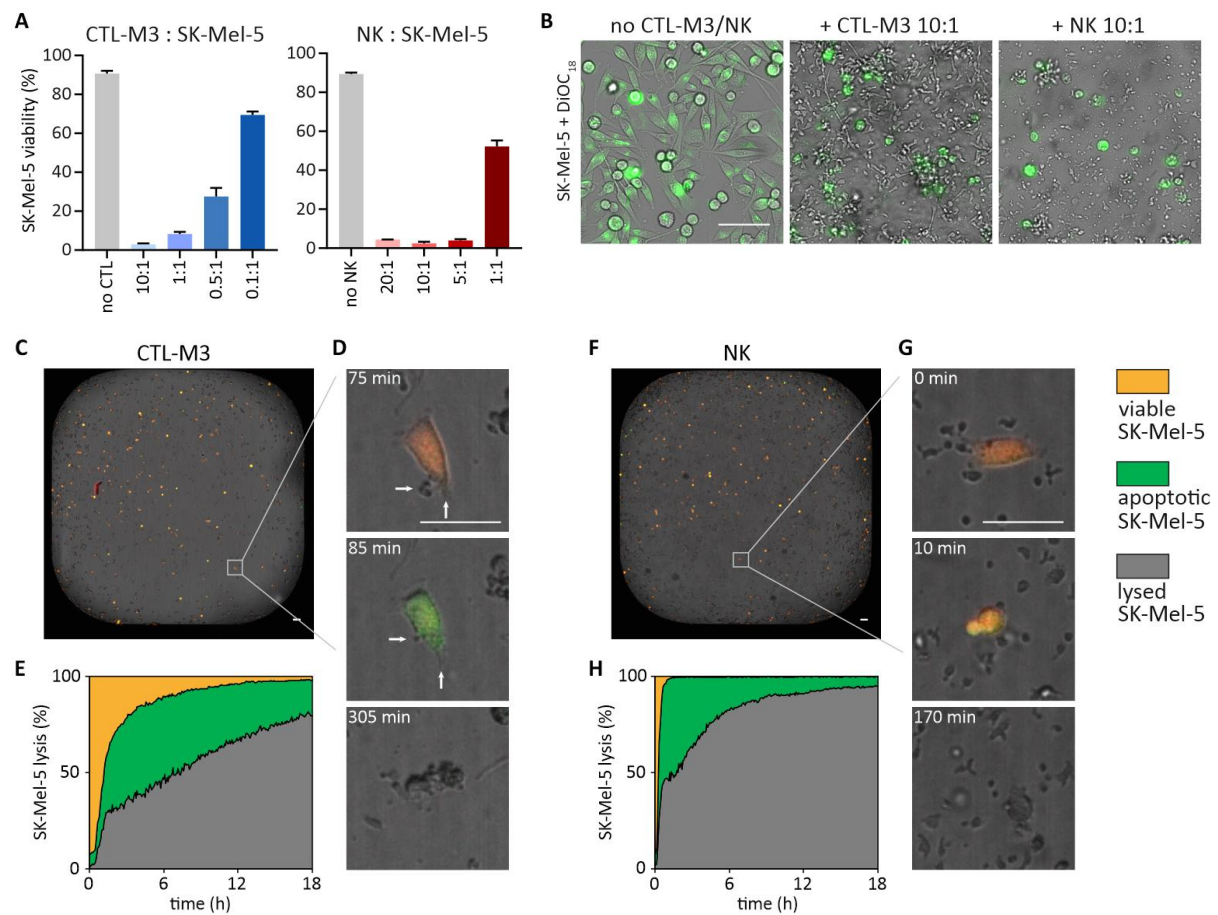 A
CTL-M3 : SK-Mel-5
SK-Mel-5 viability (%)
100
80
60
40
20
0
no CTL
10:1
1:1
0.5:1
0.1:1
NK : SK-Mel-5
100
80
60
40
20
0
no NK
20:1
10:1
5:1
1:1
B
no CTL-M3/NK
+ CTL-M3 10:1
+ NK 10:1
SK-Mel-5 + DiOC18
C
CTL-M3
D
75 min
85 min
305 min
E
SK-Mel-5 lysis (%)
100
50
0
0
6
12
18
time (h)
F
NK
G
0 min
10 min
170 min
H
SK-Mel-5 lysis (%)
100
50
0
0
6
12
18
time (h)
viable
SK-Mel-5
apoptotic
SK-Mel-5
lysed
SK-Mel-5